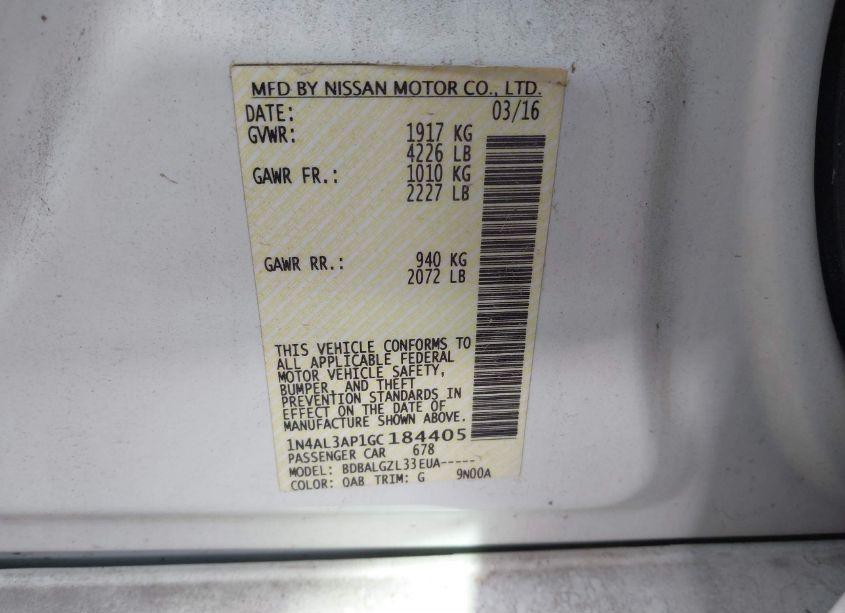 MFD BY NISSAN MOTOR CO., LTD.
DATE: 03/16
GVWR: 1917 KG
4226 LB
GAWR FR.: 1010 KG
2227 LB
GAWR RR.: 940 KG
2072 LB
THIS VEHICLE CONFORMS TO
ALL APPLICABLE FEDERAL
MOTOR VEHICLE SAFETY,
BUMPER, AND THEFT
PREVENTION STANDARDS IN
EFFECT ON THE DATE OF
MANUFACTURE SHOWN ABOVE.
1N4AL3AP1GC184405
PASSENGER CAR 678
MODEL: BDBALGZL33EUA-----
COLOR: QAB TRIM: G 9N00A